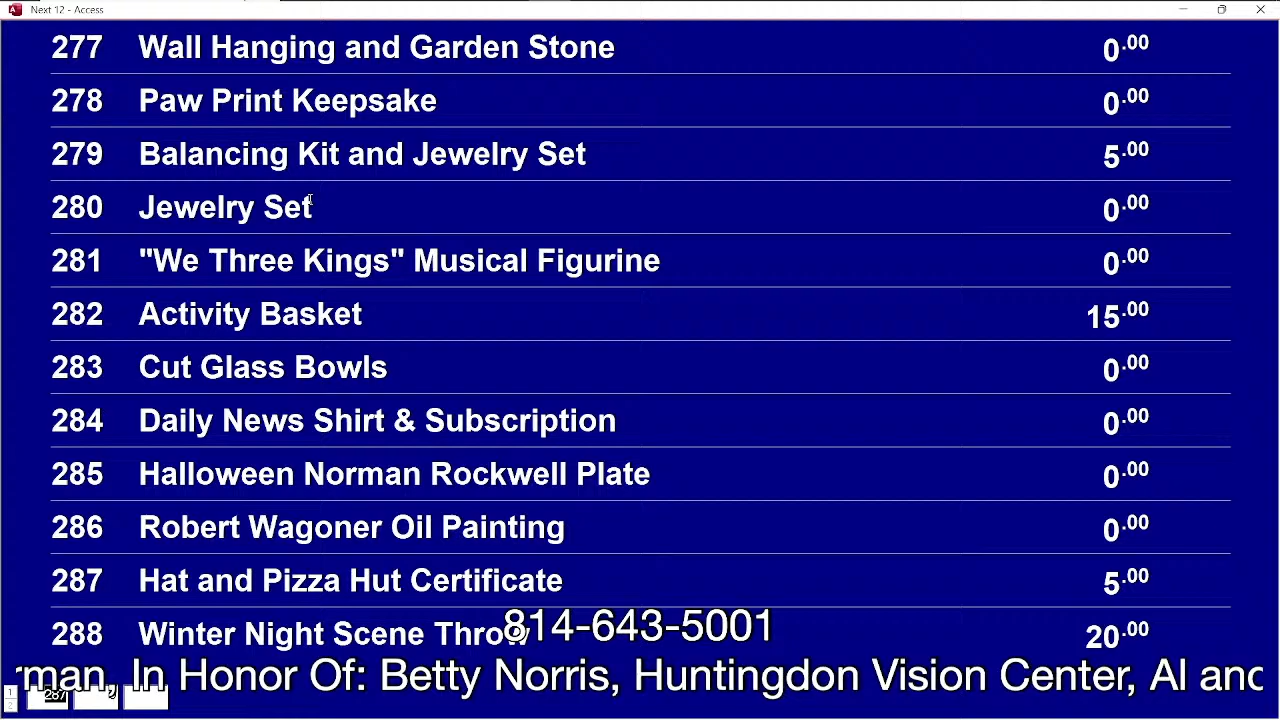 Next 12 - Access
277 Wall Hanging and Garden Stone 0.00
278 Paw Print Keepsake 0.00
279 Balancing Kit and Jewelry Set 5.00
280 Jewelry Set 0.00
281 "We Three Kings" Musical Figurine 0.00
282 Activity Basket 15.00
283 Cut Glass Bowls 0.00
284 Daily News Shirt & Subscription 0.00
285 Halloween Norman Rockwell Plate 0.00
286 Robert Wagoner Oil Painting 0.00
287 Hat and Pizza Hut Certificate 5.00
288 Winter Night Scene Throw 20.00
814-643-5001
rman, In Honor Of: Betty Norris, Huntingdon Vision Center, Al and
1
2
287